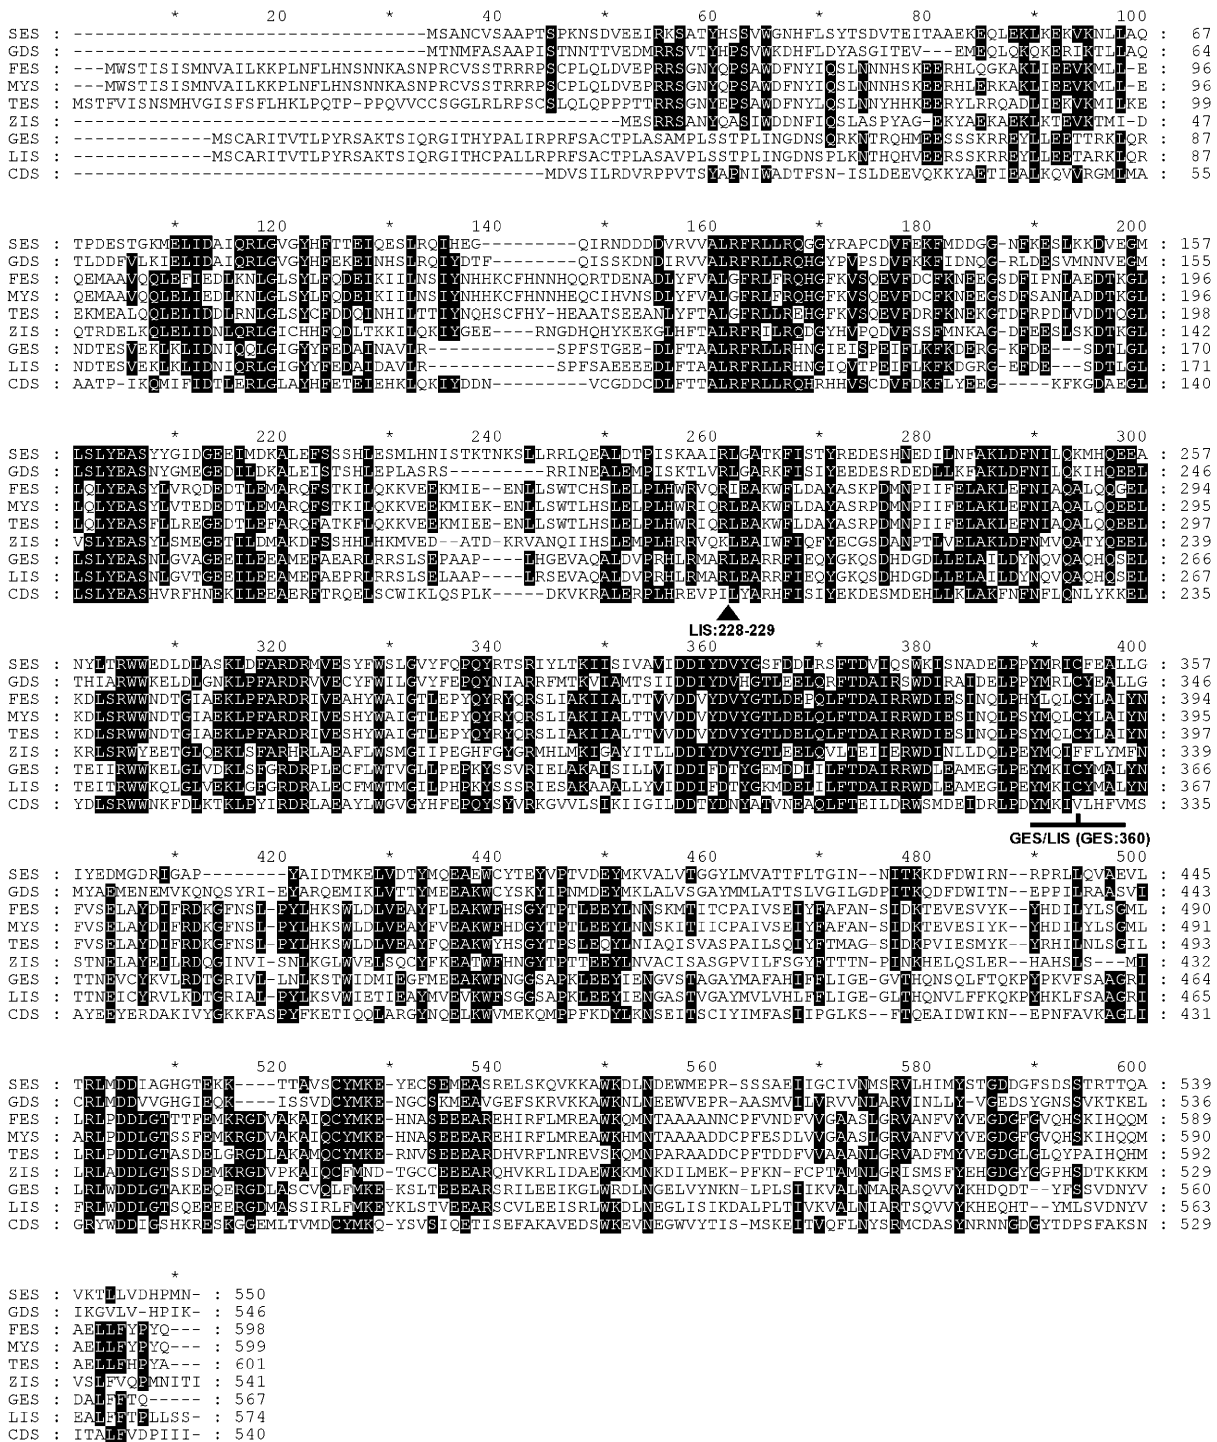 * 20 * 40 * 60 * 80 * 100
SES : ---------------------------------MSANCVSAAPTSPKNSDVEEIRKSATYHSSVWGNHFLSYTSDVTEITAAEKEQLEKLKEKVKNLLAQ : 67
GDS : ---------------------------------MTNMFASAAPISTNNTTVEDMRRSVTYHPSVWKDHFLDYASGITEV----EMEQLQKQKERIKTLLAQ : 64
FES : ---MWSTISISMNVAILKKPLNFLHNSNNKASNPRCVSSTRRRPSCPLQLDVEPRRSGNYQPSAWDFNYIQSLNNNHSKEERHLQGKAKLIEEVKMLL-E : 96
MYS : ---MWSTISISMNVAILKKPLNFLHNSNNKASNPRCVSSTRRRPSCPLQLDVEPRRSGNYQPSAWDFNYIQSLNNNHSKEERHLERKAKLIEEVKMLL-E : 96
TES : MSTFVISNSMHVGISFSFLHKLPQTP-PPQVVCCSGGLRLRPSCSLQLQPPPTTRRSGNYEPSAWDFNYLQSLNNYHHKEERYLRRQADLIEKVKMILKE : 99
ZIS : ---------------------------------------------------MESRRSANYQASIWDDNFIQSLASPYAG-EKYAEKAEKLKTEVKTMI-D : 47
GES : -------------MSCARITVTLPYRSAKTSIQRGITHYPALIRPRFSACTPLASAMPLSSTPLINGDNSQRKNTRQHMEESSSKRREYLLEETTRKLQR : 87
LIS : -------------MSCARITVTLPYRSAKTSIQRGITHCPALLRPRFSACTPLASAVPLSSTPLINGDNSPLKNTHQHVEERSSKRREYLLEETARKLQR : 87
CDS : --------------------------------------------MDVSILRDVRPPVTSYAPNIWADTFSN-ISLDEEVQKKYAETIEALKQVVRGMLMA : 55
* 120 * 140 * 160 * 180 * 200
SES : TPDESTGKMELIDAIQRLGVGYHFTTEIQESLRQIHEG---------QIRNDDDDVRVVALRFRLLRQGGYRAPCDVFEKFMDDGG-NFKESLKKDVEGM : 157
GDS : TLDDFVLKIELIDAIQRLGVGYHFEKEINHSLRQIYDTF--------QISSKDNDIRVVALRFRLLRQHGYPVPSDVFKKFIDNQG-RLDESVMNNVEGM : 155
FES : QEMAAVQQLEFIEDLKNLGLSYLFQDEIKIILNSIYNHHKCFHNNHQQRTDENADLYFVALGFRLFRQHGFKVSQEVFDCFKNEEGSDFIPNLAEDTKGL : 196
MYS : QEMAAVQQLELIEDLKNLGLSYLFQDEIKIILNSIYNHHKCFHNNHEQCIHVNSDLYFVALGFRLFRQHGFKVSQEVFDCFKNEEGSDFSANLADDTKGL : 196
TES : EKMEALQQLELIDDLRNLGLSYCFDDQINHILTTIYNQHSCFHY-HEAATSEEANLYFTALGFRLLREHGFKVSQEVFDRFKNEKGTDFRPDLVDDTQGL : 198
ZIS : QTRDELKQLELIDNLQRLGICHHFQDLTKKILQKIYGEE---RNGDHQHYKEKGLHFTALRFRILRQDGYHVPQDVFSSFMNKAG-DFEESLSKDTKGL : 142
GES : NDTESVEKLKLIDNIQQLGIGYYFEDAINAVLR----------SPFSTGEE-DLFTAALRFRLLRHNGIEISPEIFLKFKDERG-KFDE---SDTLGL : 170
LIS : NDTESVEKLKLIDNIQRLGIGYYFEDAIDAVLR----------SPFSAEEEEDLFTAALRFRLLRHNGIQVTPEIFLKFKDGRG-EFDE---SDTLGL : 171
CDS : AATP-IKQMIFIDTLERLGLAYHFETEIEHKLQKIYDDN-------VCGDDCDLFTTALRFRLLRQHRHHVSCDVFDKFLYEEG-----KFKGDAEGL : 140
* 220 * 240 * 260 * 280 * 300
SES : LSLYEASYYGIDGEEIMDKALEFSSSHLESMLHNISTKTNKSLLRRLQEALDTPISKAAIRLGATKFISTYREDESHNEDILNFAKLDFNILQKMHQEEA : 257
GDS : LSLYEASNYGMEGEDILDKALEISTSHLEPLASRS--------RRINEALEMPISKTLVRLGARKFISIYEEDESRDEDLLKFAKLDFNILQKIHQEEL : 246
FES : LQLYEASYLVRQDEDTLEMARQFSTKILQKKVEEKMIE--ENLLSWTCHSLELPLHWRVQRIEAKWFLDAYASKPDMNPIIFELAKLEFNIAQALQQGEL : 294
MYS : LQLYEASYLVTEDEDTLEMARQFSTKILQKKVEEKMIEK-ENLLSWTLHSLELPLHWRIQRLEAKWFLDAYASRPDMNPIIFELAKLEFNIAQALQQEEL : 295
TES : LQLYEASFLLREGEDTLEFARQFATKFLQKKVEEKMIEE-ENLLSWTLHSLELPLHWRIQRLEAKWFLDAYASRPDMNPIIFELAKLEFNIAQALQQEEL : 297
ZIS : VSLYEASYLSMEGETILDMAKDFSSHHLHKMVED--ATD-KRVANQIIHSLEMPLHRRVQKLEAIWFIQFYECGSDANPTLVELAKLDFNMVQATYQEEL : 239
GES : LSLYEASNLGVAGEEILEEAMEFAEARLRRSLSEPAAP----LHGEVAQALDVPRHLRMARLEARRFIEQYGKQSDHDGDLLELAILDYNQVQAQHQSEL : 266
LIS : LSLYEASNLGVTGEEILEEAMEFAEPRLRRSLSELAAP----LRSEVAQALDVPRHLRMARLEARRFIEQYGKQSDHDGDLLELAILDYNQVQAQHQSEL : 267
CDS : LSLYEASHVRFHNEKILEEAERFTRQELSCWIKLQSPLK----DKVKRALERPLHREVPILYARHFISIYEKDESMDEHLLKLAKFNFNFLQNLYKKEL : 235
LIS:228-229
* 320 * 340 * 360 * 380 * 400
SES : NYLTRWWEDLDLASKLDFARDRMVESYFWSLGVYFQPQYRTSRIYLTKIISIVAVIDDIYDVYGSFDDLRSFTDVIQSWKISNADELPPYMRICFEALLG : 357
GDS : THIARWWKELDLGNKLPFARDRVVECYFWILGVYFEPQYNIARRFMTKVIAMTSIIDDIYDVHGTLEELQRFTDAIRSWDIRAIDELPPYMRLCYEALLG : 346
FES : KDLSRWWNDTGIAEKLPFARDRIVEAHYWAIGTLEPYQYRYQRSLIAKIIALTTVVDDVYDVYGTLDEPQLFTDAIRRWDIESINQLPHYLQLCYLAIYN : 394
MYS : KDLSRWWNDTGIAEKLPFARDRIVESHYWAIGTLEPYQYRYQRSLIAKIIALTTVVDDVYDVYGTLDELQLFTDAIRRWDIESINQLPSYMQLCYLAIYN : 395
TES : KDLSRWWNDTGIAEKLPFARDRIVESHYWAIGTLEPYQYRYQRSLIAKIIALTTVVDDVYDVYGTLDELQLFTDAIRRWDIESINQLPSYMQLCYLAIYN : 397
ZIS : KRLSRWYEETGLQEKLSFARHRLAEAFLWSMGIIPEGHFGYGRMHLMKIGAYITLLDDIYDVYGTLEELQVLTEIIERWDINLLDQLPEYMQIFFLYMFN : 339
GES : TEIIRWWKELGLVDKLSFGRDRPLECFLWTVGLLPEPKYSSVRIELAKAISILLVIDDIFDTYGEMDDLILFTDAIRRWDLEAMEGLPEYMKICYMALYN : 366
LIS : TEITRWWKQLGLVEKLGFGRDRALECFMWTMGILPHPKYSSSRIESAKAAALLYVIDDIFDTYGKMDELILFTDAIRRWDLEAMEGLPEYMKICYMALYN : 367
CDS : YDLSRWWNKFDLKTKLPYIRDRLAEAYLWGVGYHFEPQYSYVRKGVVLSIKIIGILDDTYDNYATVNEAQLFTEILDRWSMDEIDRLPDYMKIVLHFVMS : 335
GES/LIS (GES:360)
* 420 * 440 * 460 * 480 * 500
SES : IYEDMGDRIGAP--------YAIDTMKELVDTYMQEAEWCYTEYVPTVDEYMKVALVTGGYLMVATTFLTGIN--NITKKDFDWIRN--RPRLLQVAEVL : 445
GDS : MYAEMENEMVKQNQSYRI-EYARQEMIKLVTTYMEEAKWCYSKYIPNMDEYMKLALVSGAYMMLATTSLVGILGDPITKQDFDWITN--EPPILRAASVI : 443
FES : FVSELAYDIFRDKGFNSL-PYLHKSWLDLVEAYFLEAKWFHSGYTPTLEEYLNNSKMTITCPAIVSEIYFAFAN-SIDKTEVESVYK--YHDILYLSGML : 490
MYS : FVSELAYDIFRDKGFNSL-PYLHKSWLDLVEAYFVEAKWFHDGYTPTLEEYLNNSKITIICPAIVSEIYFAFAN-SIDKTEVESIYK--YHDILYLSGML : 491
TES : FVSELAYDIFRDKGFNSL-PYLHKSWLDLVEAYFQEAKWYHSGYTPSLEQYLNIAQISVASPAILSQIYFTMAG-SIDKPVIESMYK--YRHILNLSGIL : 493
ZIS : STNELAYEILRDQGINVI-SNLKGLWVELSQCYFKEATWFHNGYTPTTEEYLNVACISASGPVILFSGYFTTTN-PINKHELQSLER--HAHSLS--MI : 432
GES : TTNEVCYKVLRDTGRIVL-LNLKSTWIDMIEGFMEEAKWFNGGSAPKLEEYIENGVSTAGAYMAFAHIFFLIGE-GVTHQNSQLFTQKPYPKVFSAAGRI : 464
LIS : TTNEICYRVLKDTGRIAL-PYLKSVWIETIEAYMVEVKWFSGGSAPKLEEYIENGASTVGAYMVLVHLFFLIGE-GLTHQNVLFFKQKPYHKLFSAAGRI : 465
CDS : AYEEYERDAKIVYGKKFASPYFKETIQQLARGYNQELKWVMEKQMPPFKDYLKNSEITSCIYIMFASIIPGLKS--FTQEAIDWIKN--EPNFAVKAGLI : 431
* 520 * 540 * 560 * 580 * 600
SES : TRLMDDIAGHGTEKK----TTAVSCYMKE-YECSEMEASRELSKQVKKAWKDLNDEWMEPR-SSSAEIIGCIVNMSRVLHIMYSTGDDGFSDSSTRTTQA : 539
GDS : CRLMDDVVGHGIEQK----ISSVDCYMKE-NGCSKMEAVGEFSKRVKKAWKNLNEEWVEPR-AASMVILVRVVNLARVINLLY-VGEDSYGNSSVKTKEL : 536
FES : LRLPDDLGTTTFEMKRGDVAKAIQCYMKE-HNASEEEAREHIRFLMREAWKQMNTAAAANNCPFVNDFVVGAASLGRVANFVYVEGDGFGVQHSKIHQQM : 589
MYS : ARLPDDLGTSSFEMKRGDVAKAIQCYMKE-HNASEEEAREHIRFLMREAWKHMNTAAAADDCPFESDLVVGAASLGRVANFVYVEGDGFGVQHSKIHQQM : 590
TES : LRLPDDLGTASDELGRGDLAKAMQCYMKE-RNVSEEEARDHVRFLNREVSKQMNPARAADDCPFTDDFVVAAANLGRVADFMYVEGDGLGLQYPAIHQHM : 592
ZIS : LRLADDLGTSSDEMKRGDVPKAIQCFMND-TGCCEEEARQHVKRLIDAEWKKMNKDILMEK-PFKN-FCPTAMNLGRISMSFYEHGDGYGGPHSDTKKKM : 529
GES : LRLWDDLGTAKEEQERGDLASCVQLFMKE-KSLTEEEARSRILEEIKGLWRDLNGELVYNKN-LPLSIIKVALNMARASQVVYKHDQDT--YFSSVDNYV : 560
LIS : FRLWDDLGTSQEEEERGDMASSIRLFMKEYKLSTVEEARSCVLEEISRLWKDLNEGLISIKDALPLTIVKVALNIARTSQVVYKHEQHT--YMLSVDNYV : 563
CDS : GRYWDDIGSHKRESKGGEMLTVMDCYMKQ-YSVSIQETISEFAKAVEDSWKEVNEGWVYTIS-MSKEITVQFLNYSRMCDASYNRNNGDGYTDPSFAKSN : 529
*
SES : VKTLLVDHPMN- : 550
GDS : IKGVLV-HPIK- : 546
FES : AELLFYPYQ--- : 598
MYS : AELLFYPYQ--- : 599
TES : AELLFHPYA--- : 601
ZIS : VSLFVQPMNITI : 541
GES : DALFFTQ----- : 567
LIS : EALFFTPLLSS- : 574
CDS : ITALFVDPIII- : 540